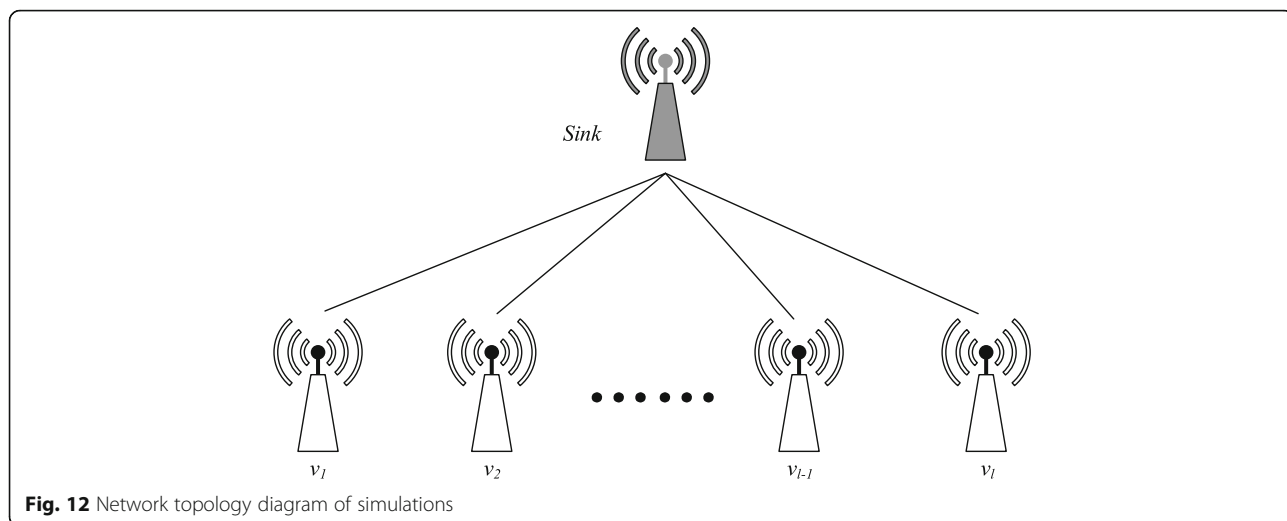 Sink
v1 v2 vl-1 vl
Fig. 12 Network topology diagram of simulations